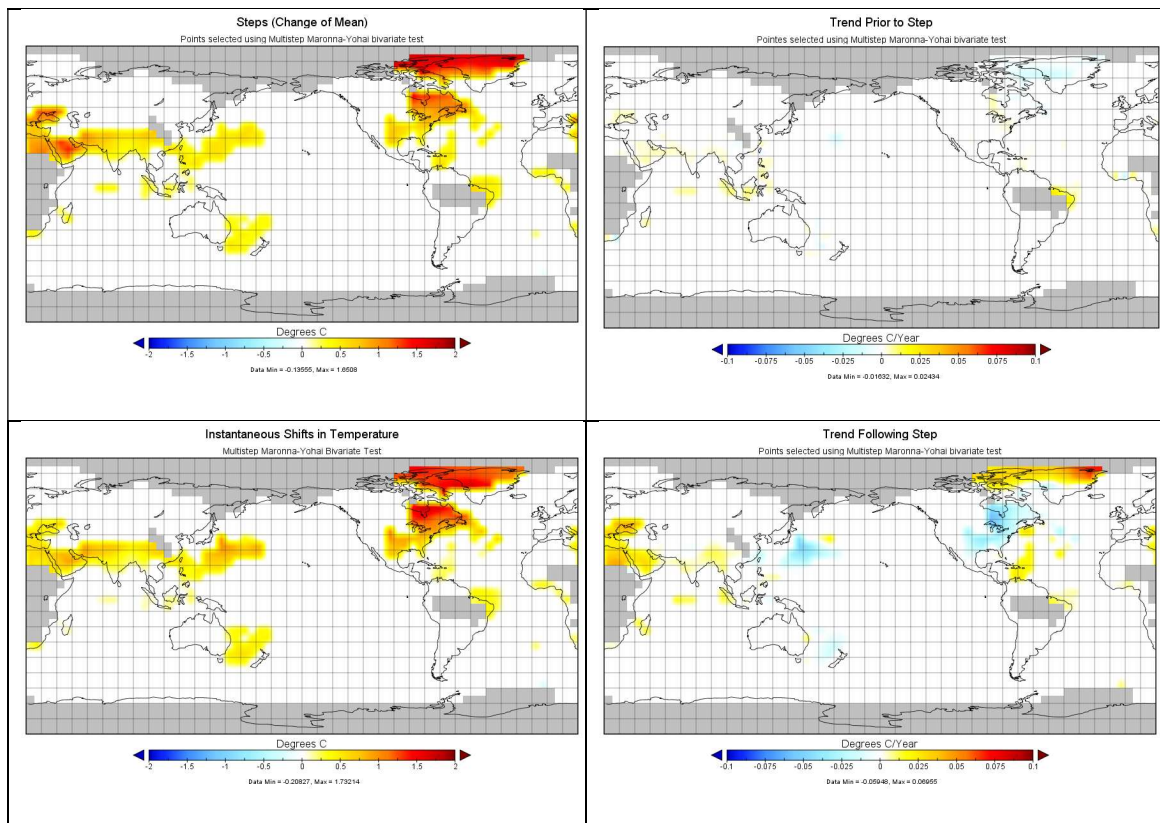 Steps (Change of Mean)
Points selected using Multistep Maronna-Yohai bivariate test
Degrees C
-2 -1.5 -1 -0.5 0 0.5 1 1.5 2
Data Min = -0.13555, Max = 1.6508
Trend Prior to Step
Pointes selected using Multistep Maronna-Yohai bivariate test
Degrees C/Year
-0.1 -0.075 -0.05 -0.025 0 0.025 0.05 0.075 0.1
Data Min = -0.01632, Max = 0.02434
Instantaneous Shifts in Temperature
Multistep Maronna-Yohai Bivariate Test
Degrees C
-2 -1.5 -1 -0.5 0 0.5 1 1.5 2
Data Min = -0.20827, Max = 1.73214
Trend Following Step
Points selected using Multistep Maronna-Yohai bivariate test
Degrees C/Year
-0.1 -0.075 -0.05 -0.025 0 0.025 0.05 0.075 0.1
Data Min = -0.05948, Max = 0.06955